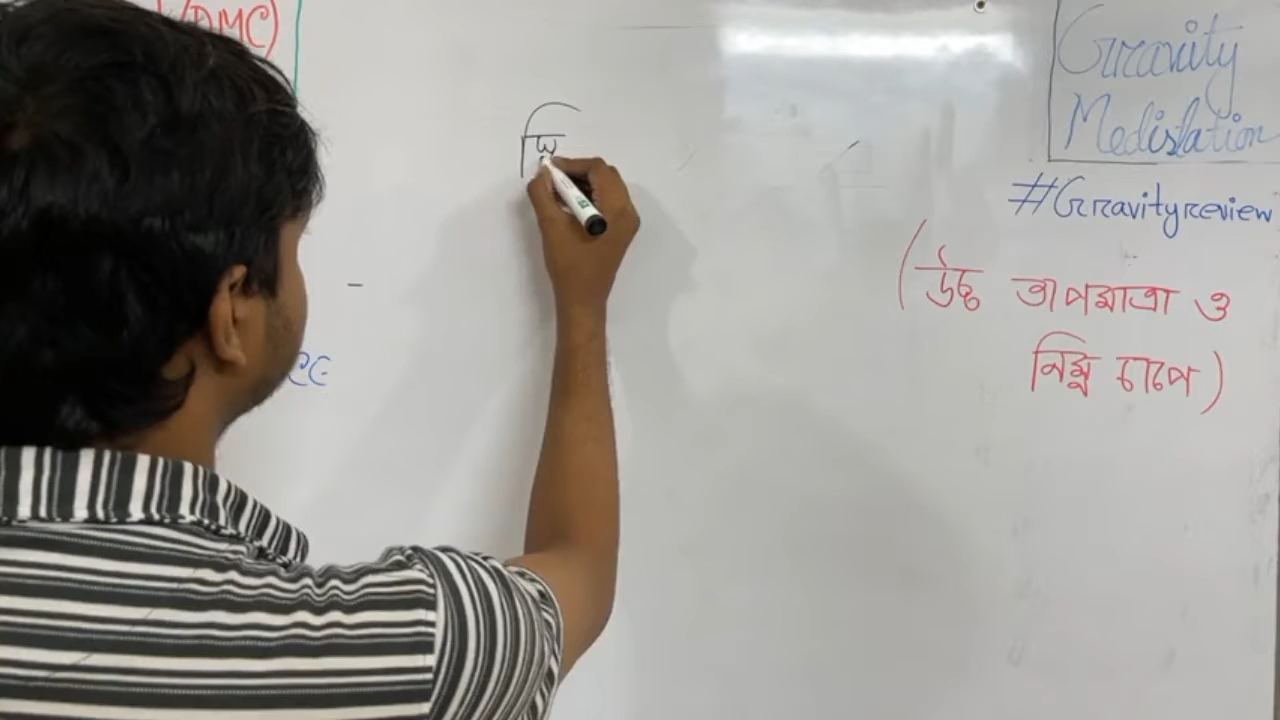 (DMC)
Gravity
Medislation
#Gravityreview
(উচ্চ তাপমাত্রা ও
নিম্ন চাপে)